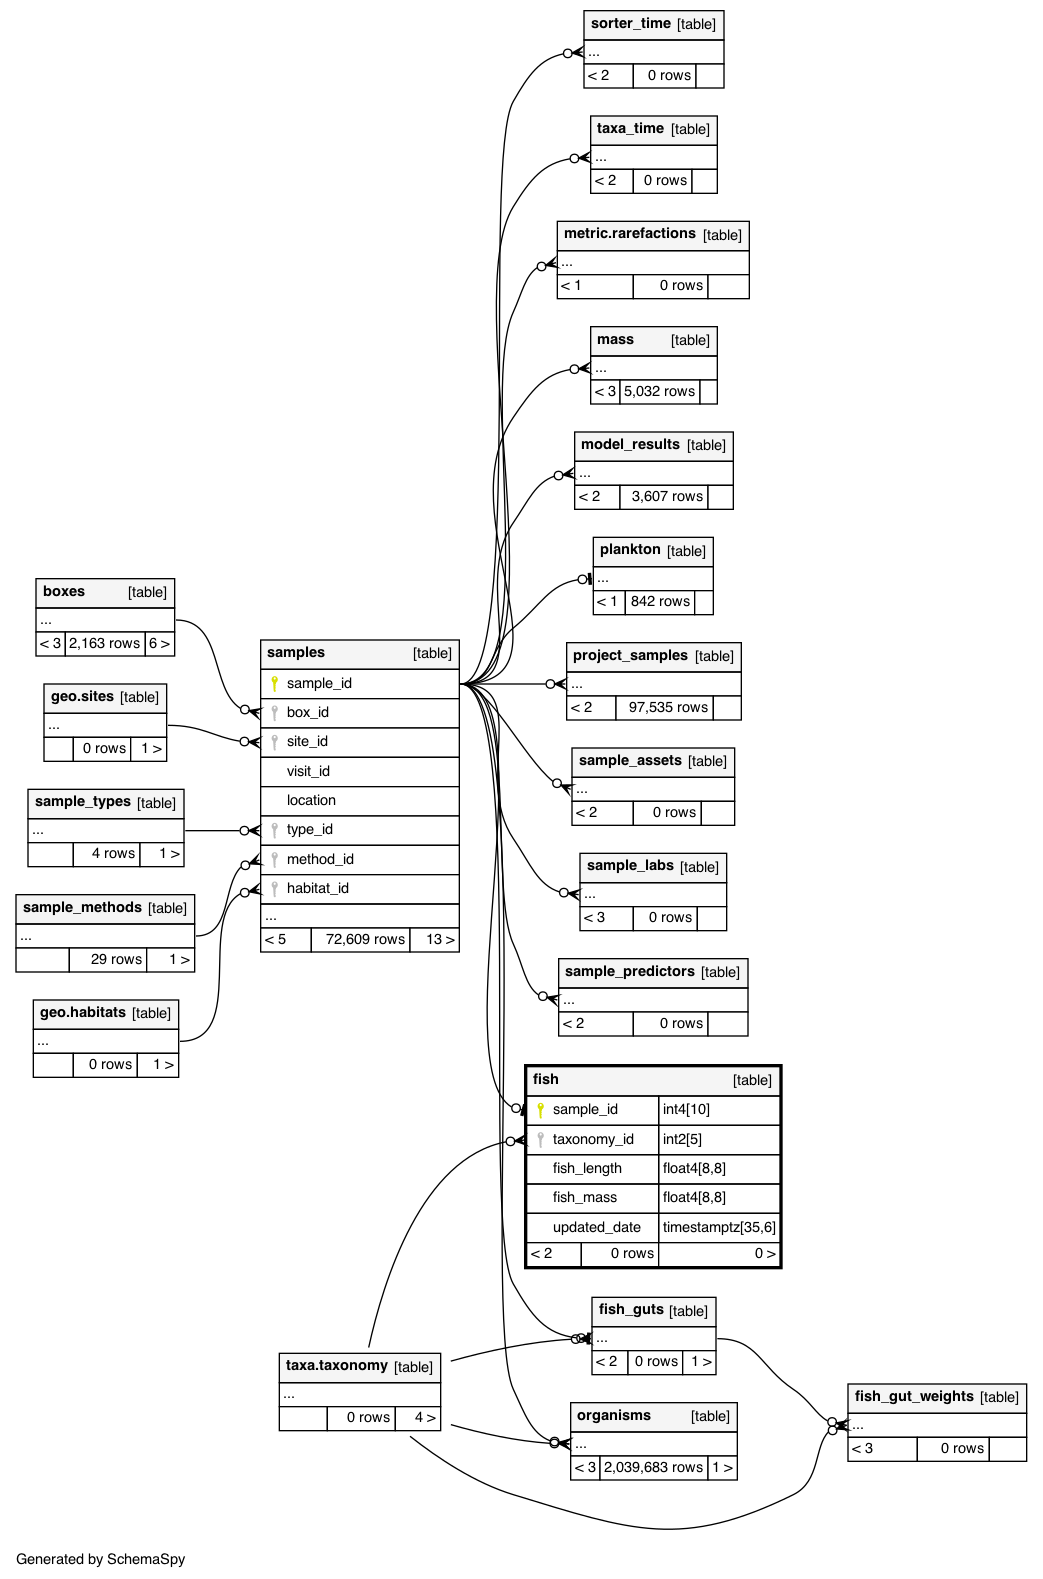 sorter_time [table]
...
< 2 0 rows
taxa_time [table]
...
< 2 0 rows
metric.rarefactions [table]
...
< 1 0 rows
mass [table]
...
< 3 5,032 rows
model_results [table]
...
< 2 3,607 rows
plankton [table]
...
< 1 842 rows
boxes [table]
...
< 3 2,163 rows 6 >
geo.sites [table]
...
0 rows 1 >
sample_types [table]
...
4 rows 1 >
sample_methods [table]
...
29 rows 1 >
geo.habitats [table]
...
0 rows 1 >
samples [table]
sample_id
box_id
site_id
visit_id
location
type_id
method_id
habitat_id
...
< 5 72,609 rows 13 >
project_samples [table]
...
< 2 97,535 rows
sample_assets [table]
...
< 2 0 rows
sample_labs [table]
...
< 3 0 rows
sample_predictors [table]
...
< 2 0 rows
fish [table]
sample_id int4[10]
taxonomy_id int2[5]
fish_length float4[8,8]
fish_mass float4[8,8]
updated_date timestamptz[35,6]
< 2 0 rows 0 >
fish_guts [table]
...
< 2 0 rows 1 >
taxa.taxonomy [table]
...
0 rows 4 >
organisms [table]
...
< 3 2,039,683 rows 1 >
fish_gut_weights [table]
...
< 3 0 rows
Generated by SchemaSpy